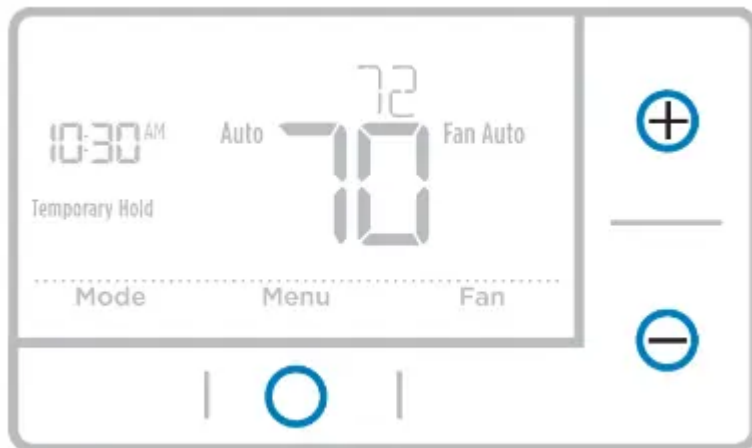 72
10:30 AM Auto 70 Fan Auto
Temporary Hold
Mode Menu Fan
+
−